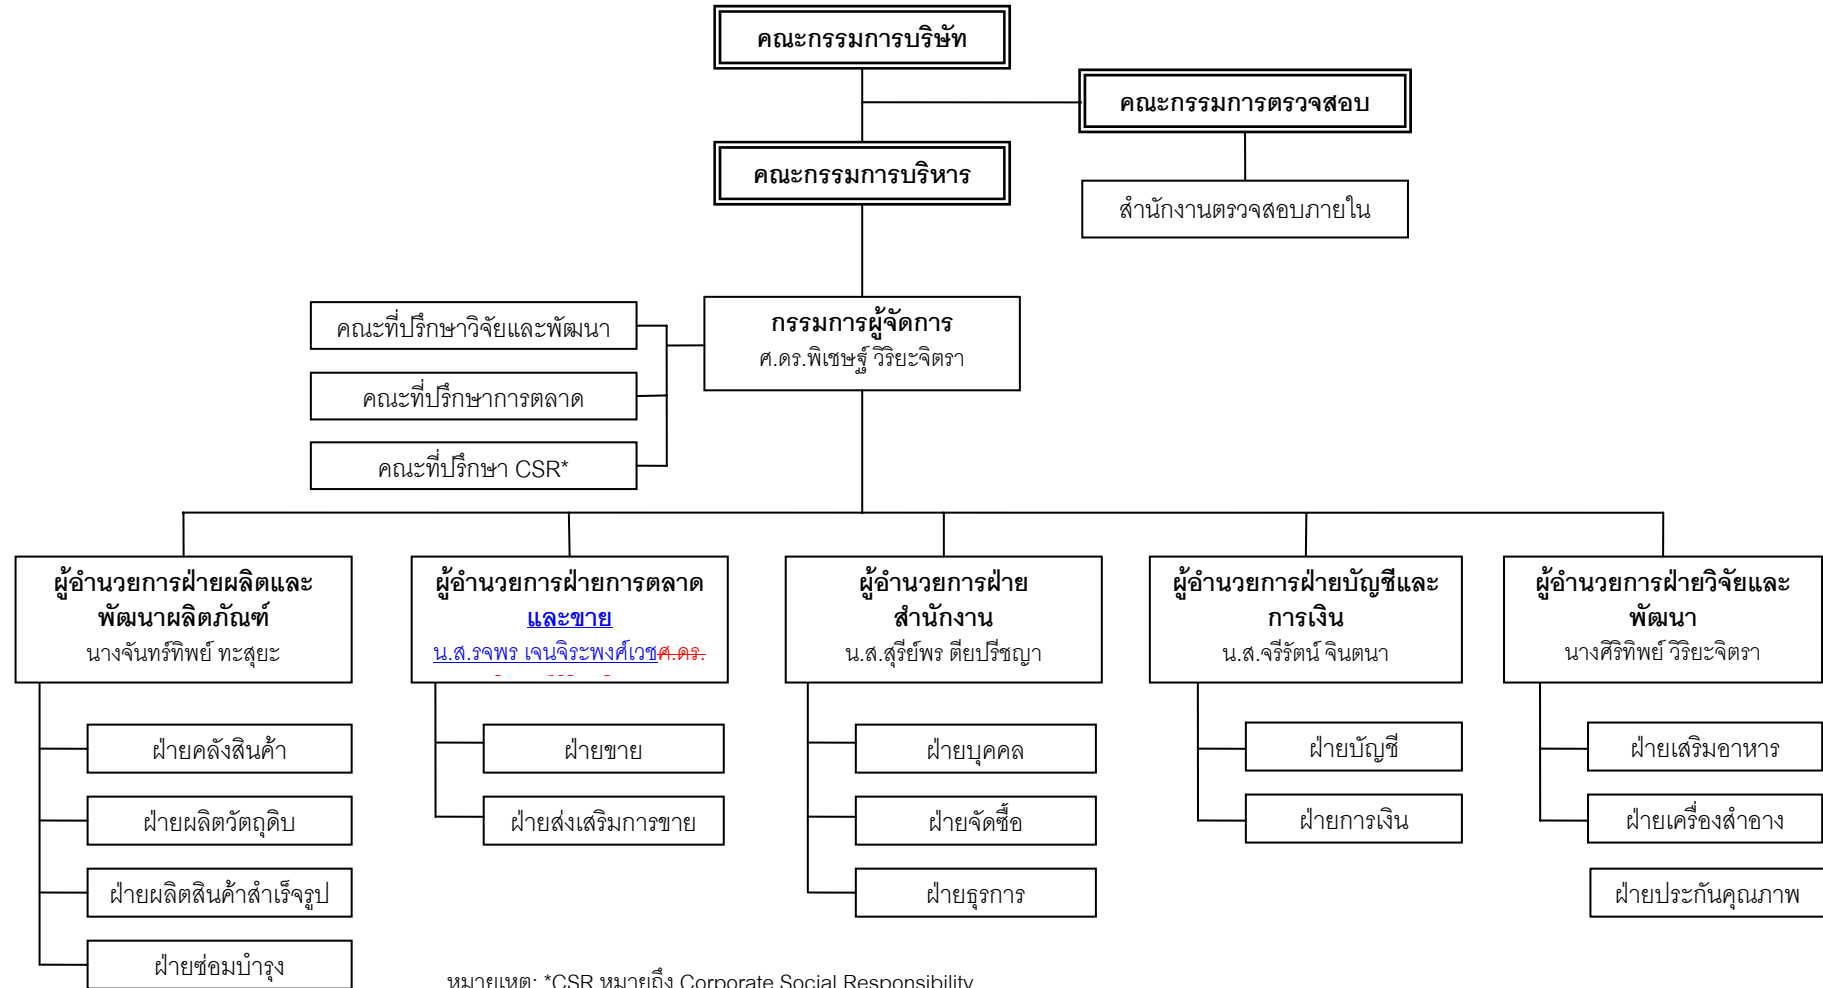 คณะกรรมการบริษัท
คณะกรรมการตรวจสอบ
คณะกรรมการบริหาร
สำนักงานตรวจสอบภายใน
กรรมการผู้จัดการ
ศ.ดร.พิเชษฐ์ วิริยะจิตรา
คณะที่ปรึกษาวิจัยและพัฒนา
คณะที่ปรึกษาการตลาด
คณะที่ปรึกษา CSR*
ผู้อำนวยการฝ่ายผลิตและ
พัฒนาผลิตภัณฑ์
นางจันทร์ทิพย์ ทะสุยะ
ฝ่ายคลังสินค้า
ฝ่ายผลิตวัตถุดิบ
ฝ่ายผลิตสินค้าสำเร็จรูป
ฝ่ายซ่อมบำรุง
ผู้อำนวยการฝ่ายการตลาด
และขาย
น.ส.รจพร เจนจิระพงศ์เวชศ.ดร.
ฝ่ายขาย
ฝ่ายส่งเสริมการขาย
ผู้อำนวยการฝ่าย
สำนักงาน
น.ส.สุรีย์พร ตียปรีชญา
ฝ่ายบุคคล
ฝ่ายจัดซื้อ
ฝ่ายธุรการ
ผู้อำนวยการฝ่ายบัญชีและ
การเงิน
น.ส.จรีรัตน์ จินตนา
ฝ่ายบัญชี
ฝ่ายการเงิน
ผู้อำนวยการฝ่ายวิจัยและ
พัฒนา
นางศิริทิพย์ วิริยะจิตรา
ฝ่ายเสริมอาหาร
ฝ่ายเครื่องสำอาง
ฝ่ายประกันคุณภาพ
หมายเหตุ: *CSR หมายถึง Corporate Social Responsibility